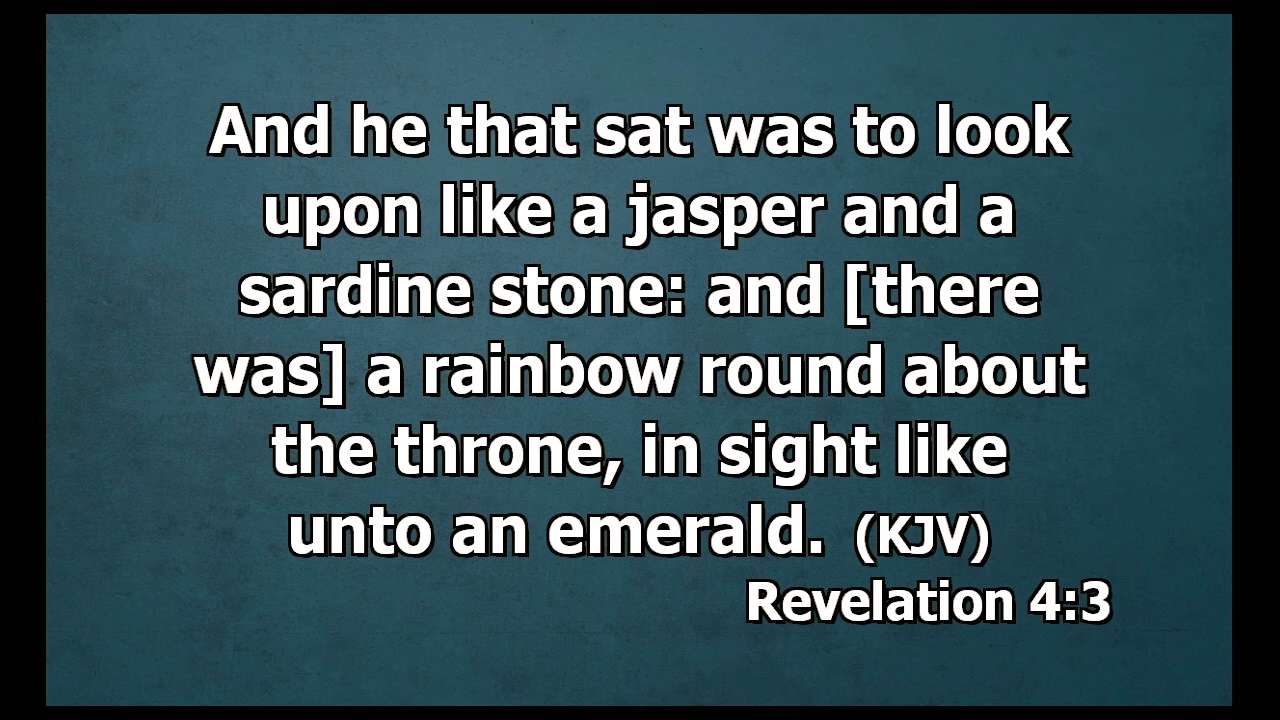 And he that sat was to look
upon like a jasper and a
sardine stone: and [there
was] a rainbow round about
the throne, in sight like
unto an emerald. (KJV)
Revelation 4:3